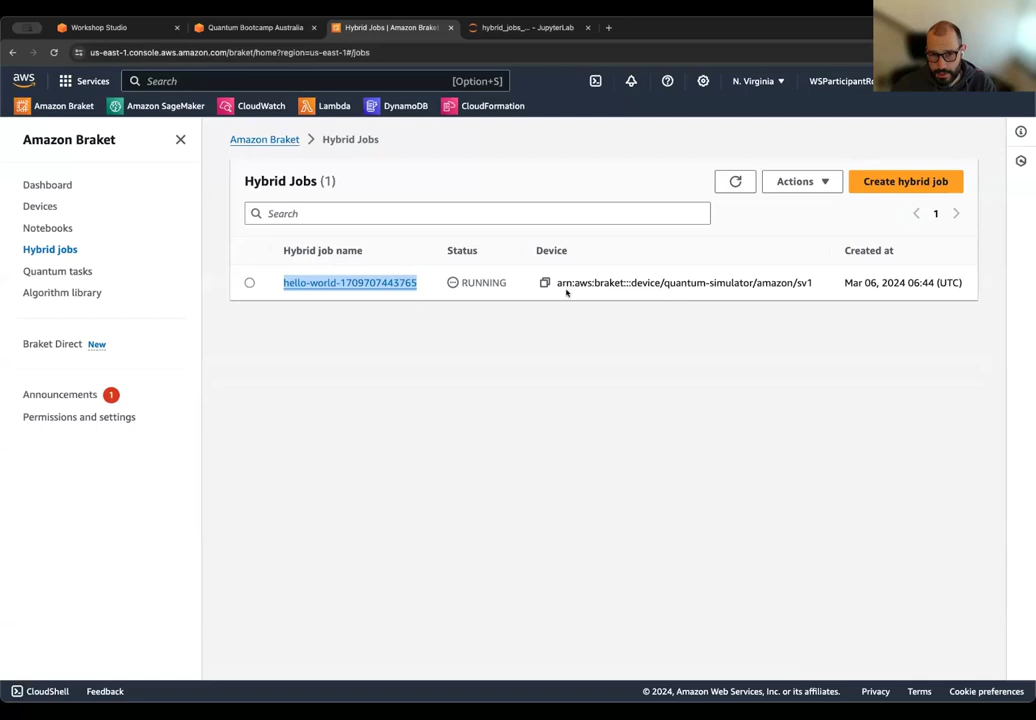 Workshop Studio
Quantum Bootcamp Australia
Hybrid Jobs | Amazon Braket
hybrid_jobs_... - JupyterLab
us-east-1.console.aws.amazon.com/braket/home?region=us-east-1#/jobs
aws
Services
Search
[Option+S]
N. Virginia
WSParticipantRo
Amazon Braket
Amazon SageMaker
CloudWatch
Lambda
DynamoDB
CloudFormation
Amazon Braket
Dashboard
Devices
Notebooks
Hybrid jobs
Quantum tasks
Algorithm library
Braket Direct New
Announcements 1
Permissions and settings
Amazon Braket > Hybrid Jobs
Hybrid Jobs (1)
Actions
Create hybrid job
Search
1
Hybrid job name Status Device Created at
hello-world-1709707443765 RUNNING arn:aws:braket:::device/quantum-simulator/amazon/sv1 Mar 06, 2024 06:44 (UTC)
CloudShell
Feedback
© 2024, Amazon Web Services, Inc. or its affiliates.
Privacy
Terms
Cookie preferences